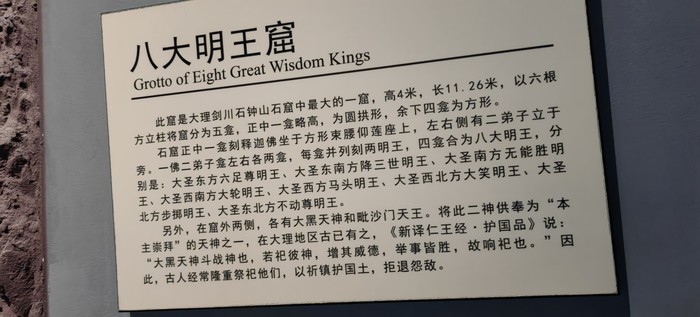 八大明王窟
Grotto of Eight Great Wisdom Kings
此窟是大理剑川石钟山石窟中最大的一窟，高4米，长11.26米，以六根
方立柱将窟分为五龛，正中一龛略高，为圆拱形，余下四龛为方形。
石窟正中一龛刻释迦佛坐于方形束腰仰莲座上，左右侧有二弟子立于
旁。一佛二弟子龛左右各两龛，每龛并列刻两明王，四龛合为八大明王，分
别是：大圣东方六足尊明王、大圣东南方降三世明王、大圣南方无能胜明
王、大圣西南方大轮明王、大圣西方马头明王、大圣西北方大笑明王、大圣
北方步掷明王、大圣东北方不动尊明王。
另外，在窟外两侧，各有大黑天神和毗沙门天王。将此二神供奉为“本
主崇拜”的天神之一，在大理地区古已有之，《新译仁王经·护国品》说：
“大黑天神斗战神也，若祀彼神，增其威德，举事皆胜，故响祀也。”因
此，古人经常隆重祭祀他们，以祈镇护国土，拒退怨敌。